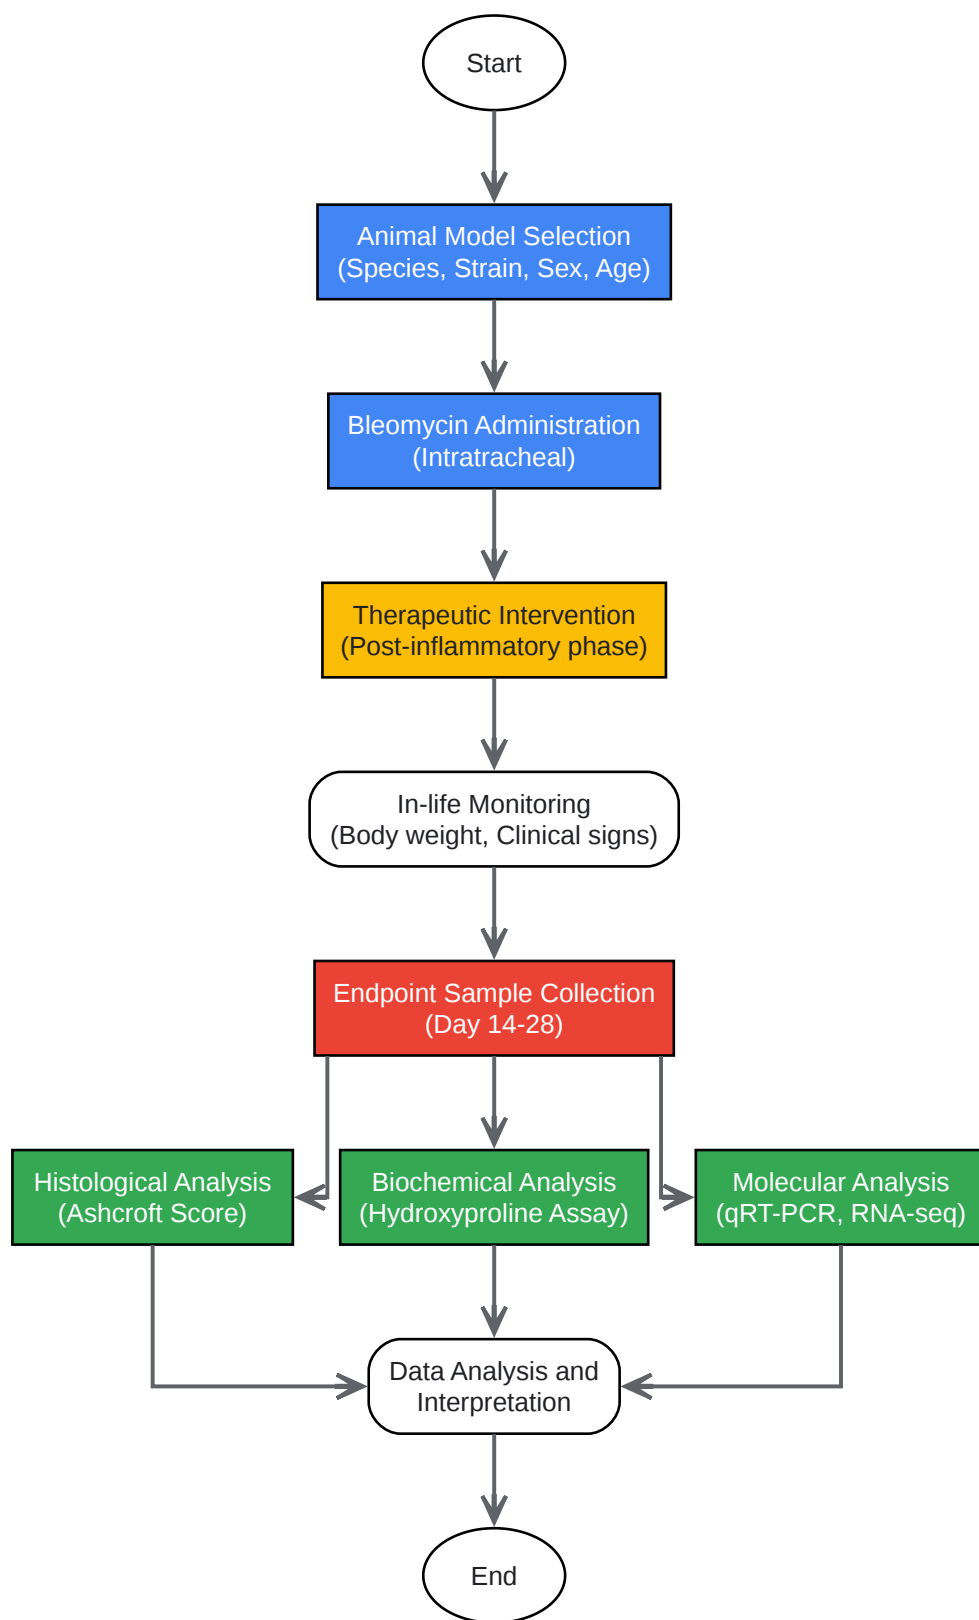 Start
Animal Model Selection
(Species, Strain, Sex, Age)
Bleomycin Administration
(Intratracheal)
Therapeutic Intervention
(Post-inflammatory phase)
In-life Monitoring
(Body weight, Clinical signs)
Endpoint Sample Collection
(Day 14-28)
Histological Analysis
(Ashcroft Score)
Biochemical Analysis
(Hydroxyproline Assay)
Molecular Analysis
(qRT-PCR, RNA-seq)
Data Analysis and
Interpretation
End